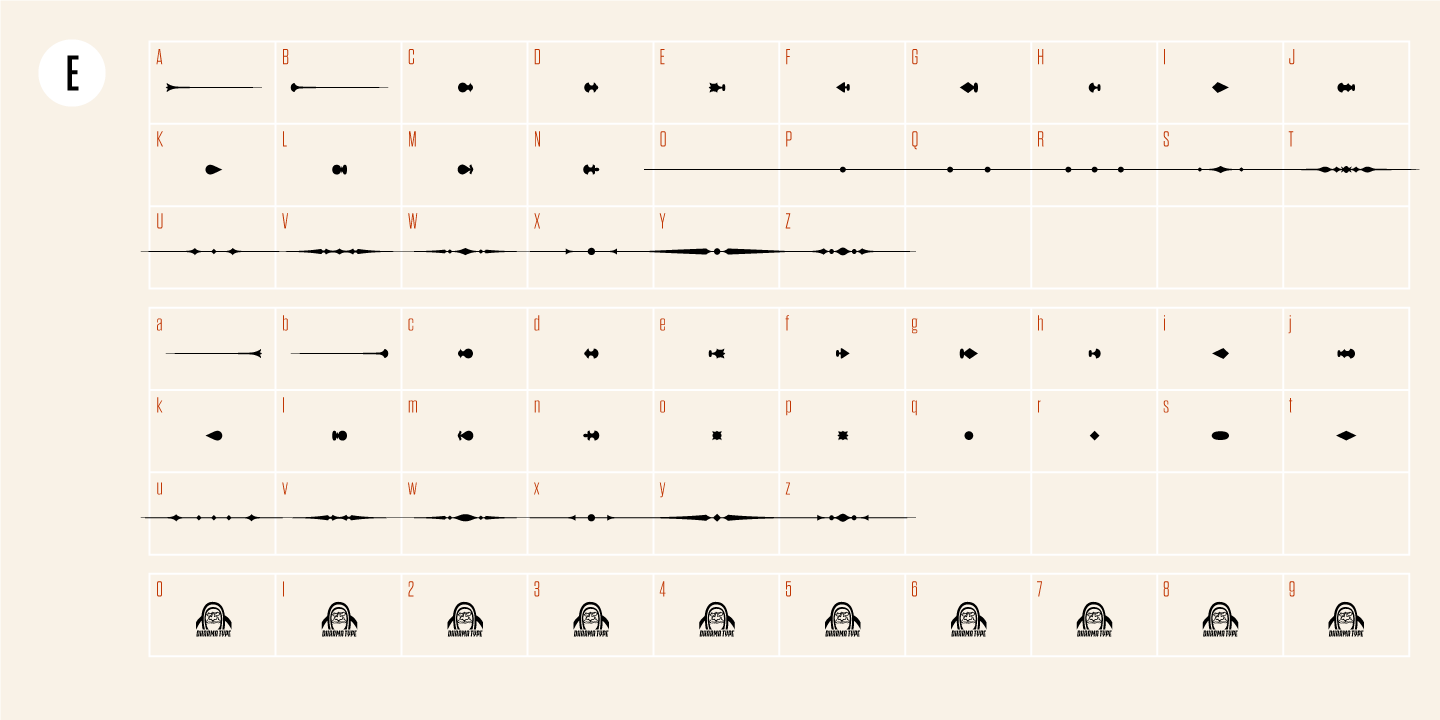 E
A B C D E F G H I J
K L M N O P Q R S T
U V W X Y Z
a b c d e f g h i j
k l m n o p q r s t
u v w x y z
0 1 2 3 4 5 6 7 8 9
DHARMA TYPE DHARMA TYPE DHARMA TYPE DHARMA TYPE DHARMA TYPE DHARMA TYPE DHARMA TYPE DHARMA TYPE DHARMA TYPE DHARMA TYPE